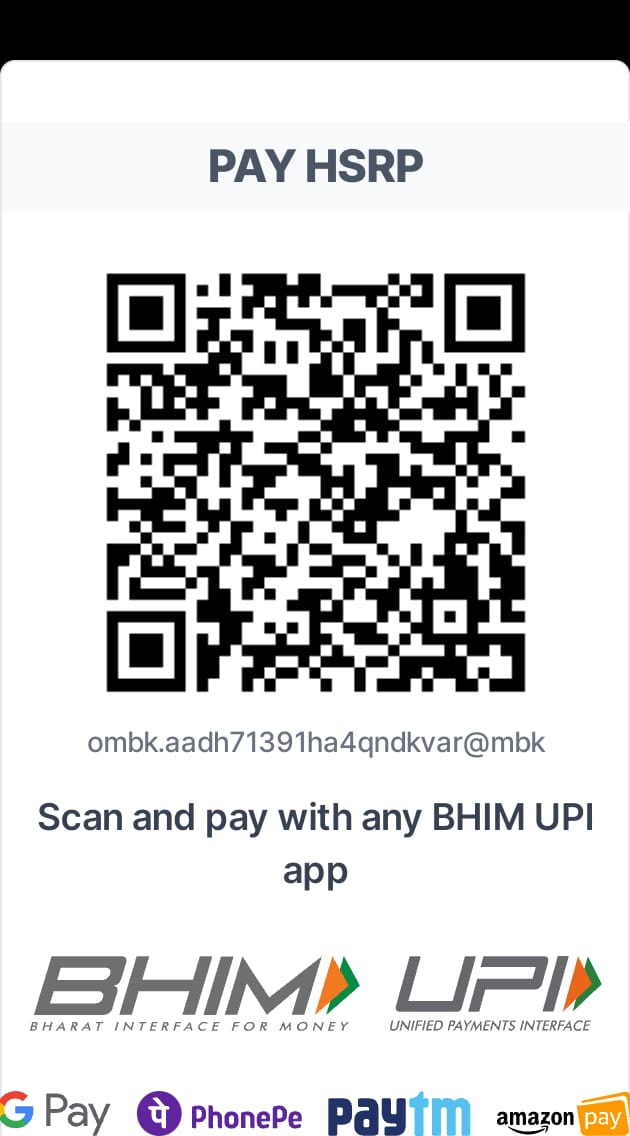 PAY HSRP
ombk.aadh71391ha4qndkvar@mbk
Scan and pay with any BHIM UPI
app
BHIM UPI
BHARAT INTERFACE FOR MONEY UNIFIED PAYMENTS INTERFACE
G Pay PhonePe paytm amazon pay